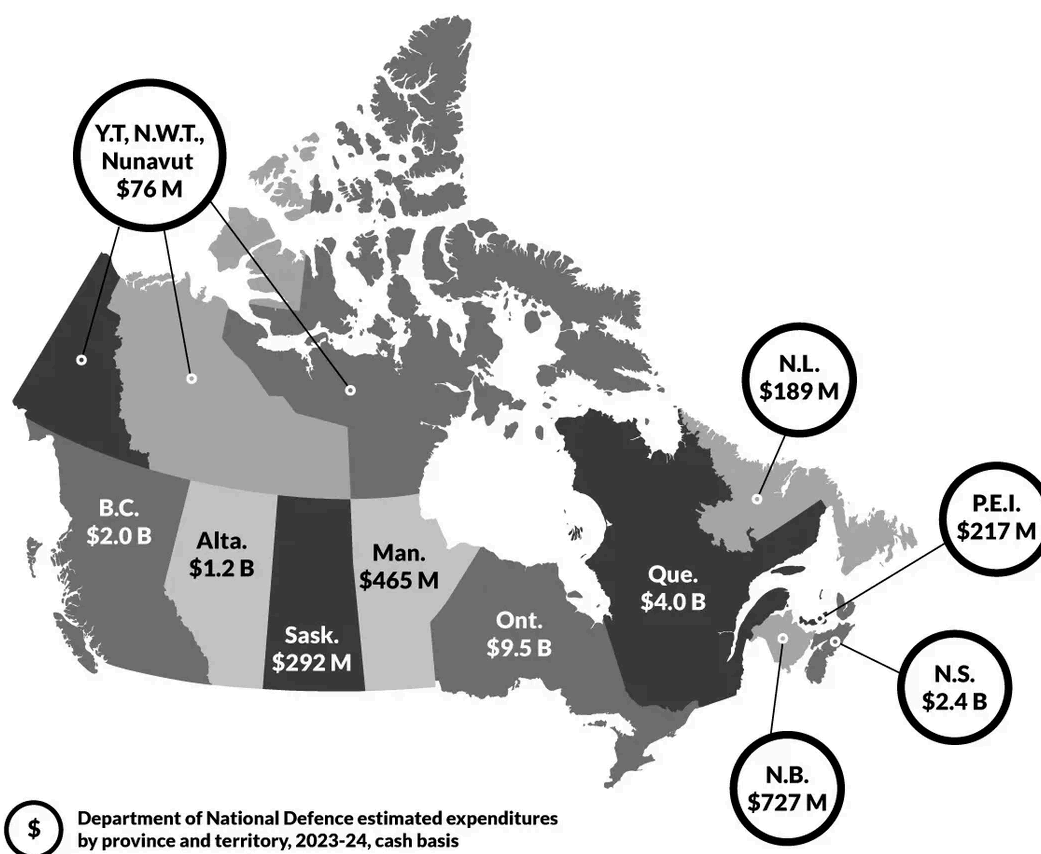 Y.T, N.W.T.,
Nunavut
$76 M
N.L.
$189 M
P.E.I.
$217 M
B.C.
$2.0 B
Alta.
$1.2 B
Man.
$465 M
Que.
$4.0 B
Ont.
$9.5 B
Sask.
$292 M
N.S.
$2.4 B
N.B.
$727 M
$
Department of National Defence estimated expenditures
by province and territory, 2023-24, cash basis